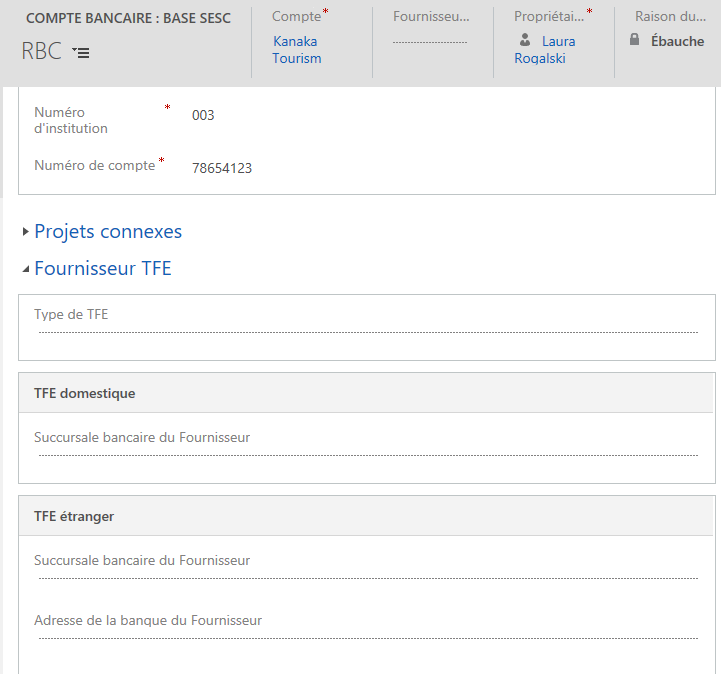 COMPTE BANCAIRE : BASE SESC
RBC
Compte*
Kanaka
Tourism
Fournisseu...
Propriétai...*
Laura
Rogalski
Raison du...
Ébauche
Numéro
d'institution *
003
Numéro de compte *
78654123
Projets connexes
Fournisseur TFE
Type de TFE
TFE domestique
Succursale bancaire du Fournisseur
TFE étranger
Succursale bancaire du Fournisseur
Adresse de la banque du Fournisseur